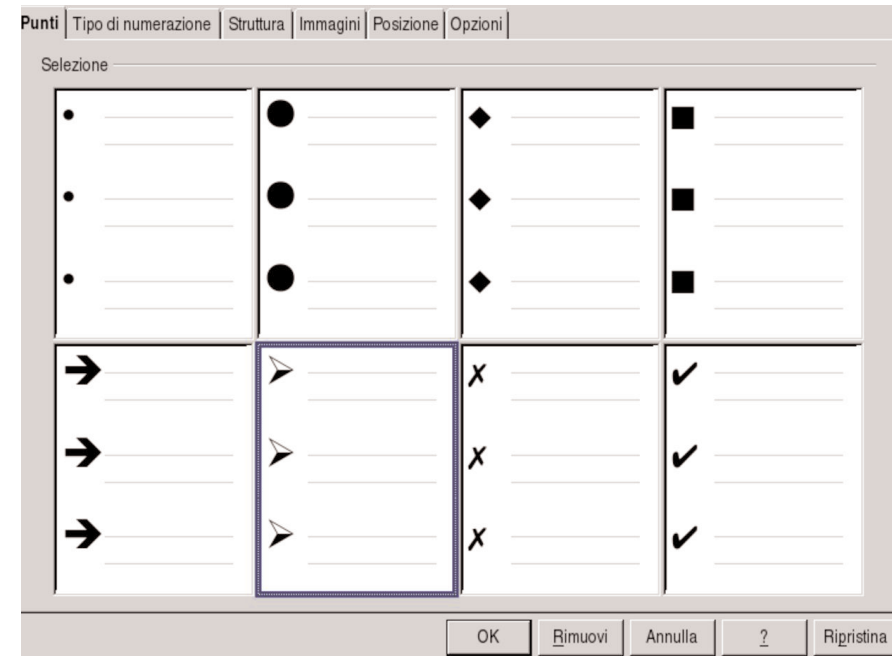 Punti Tipo di numerazione Struttura Immagini Posizione Opzioni
Selezione
OK Rimuovi Annulla ? Ripristina